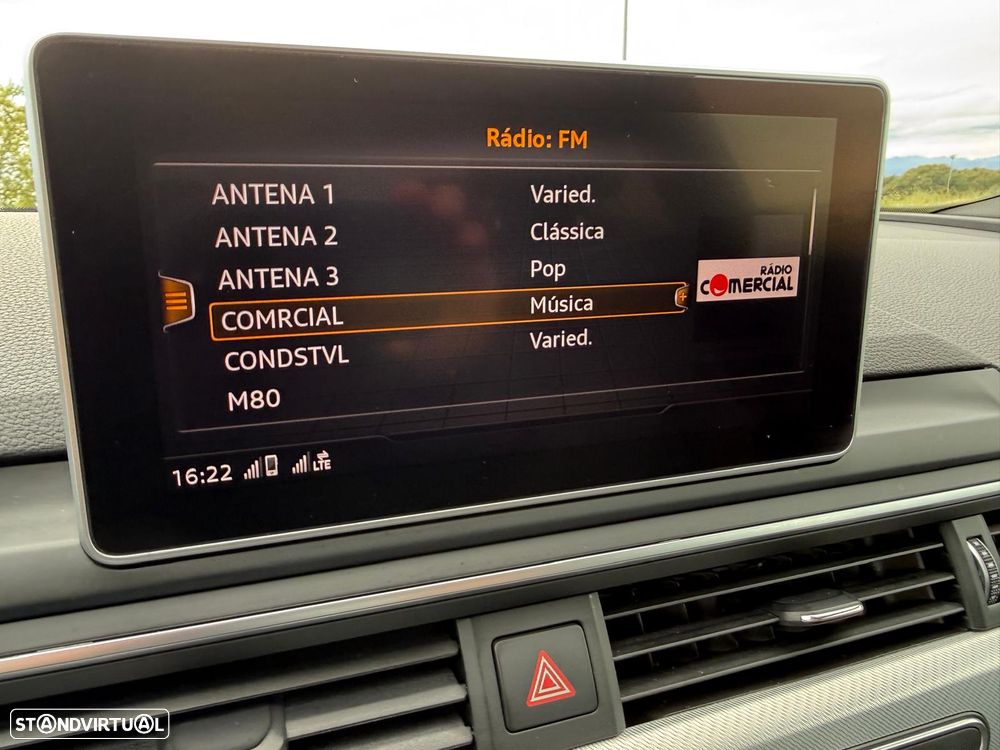 Rádio: FM
ANTENA 1 Varied.
ANTENA 2 Clássica
ANTENA 3 Pop
COMRCIAL Música
CONDSTVL Varied.
M80
RÁDIO
COMERCIAL
16:22 LTE
STANDVIRTUAL